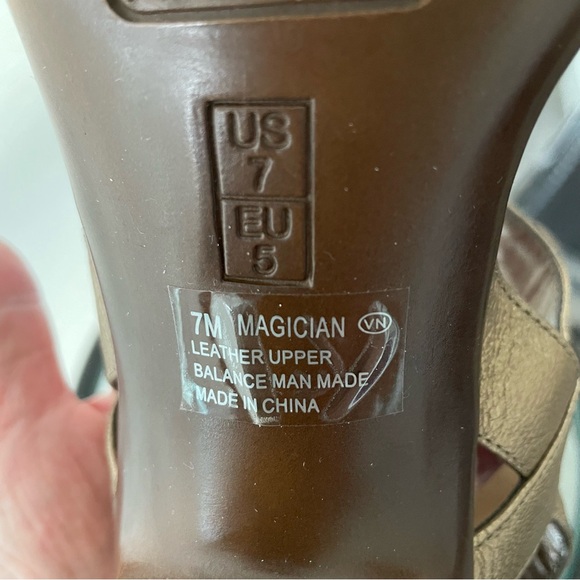 US
7
EU
5
7M MAGICIAN VN
LEATHER UPPER
BALANCE MAN MADE
MADE IN CHINA